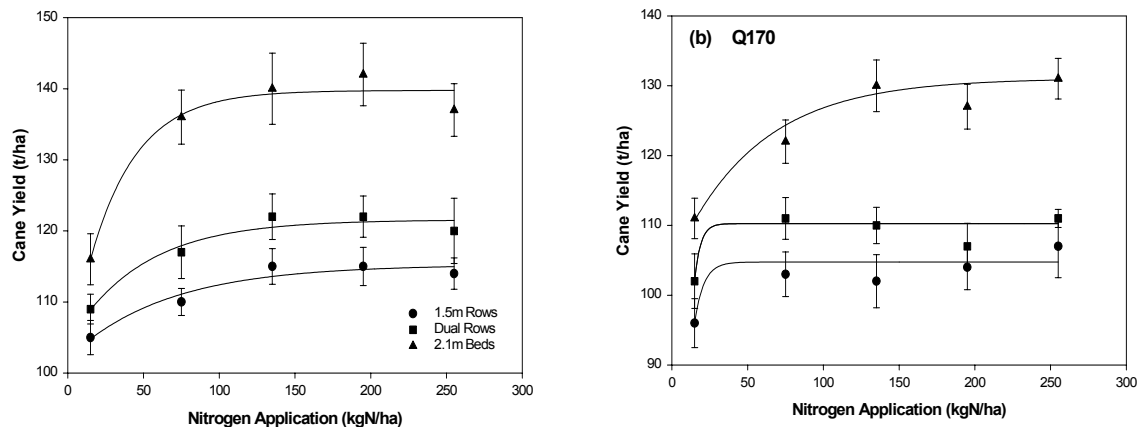 150
140
130
120
110
100
Cane Yield (t/ha)
1.5m Rows
Dual Rows
2.1m Beds
0 50 100 150 200 250 300
Nitrogen Application (kgN/ha)
(b) Q170
140
130
120
110
100
90
Cane Yield (t/ha)
0 50 100 150 200 250 300
Nitrogen Application (kgN/ha)